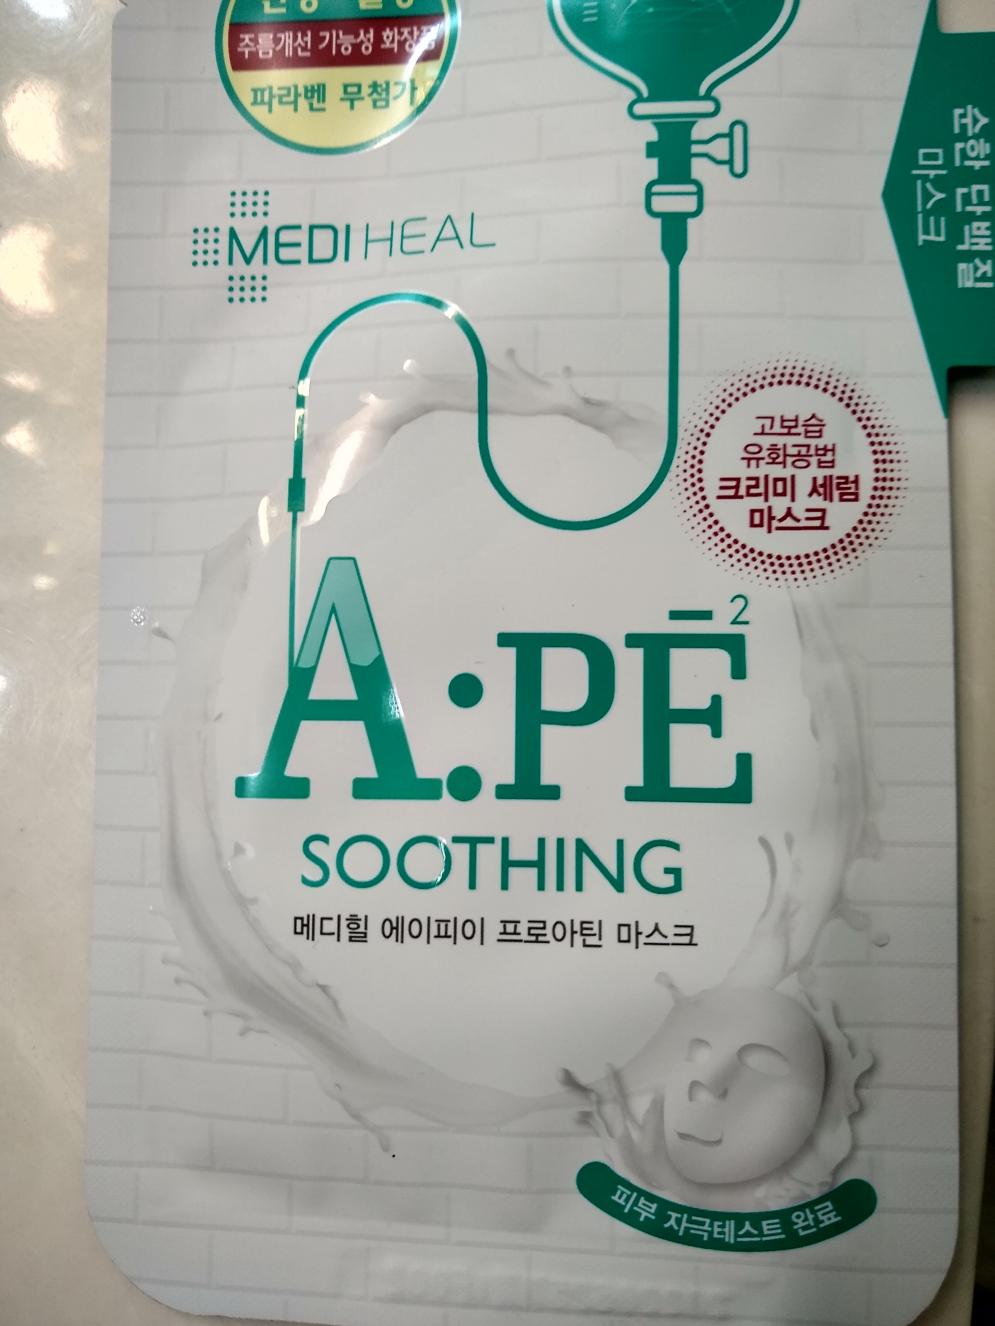 주름개선 기능성 화장품
파라벤 무첨가
MEDIHEAL
순한 단백질
마스크
고보습
유화공법
크리미 세럼
마스크
A:PĒ²
SOOTHING
메디힐 에이피이 프로아틴 마스크
피부 자극테스트 완료